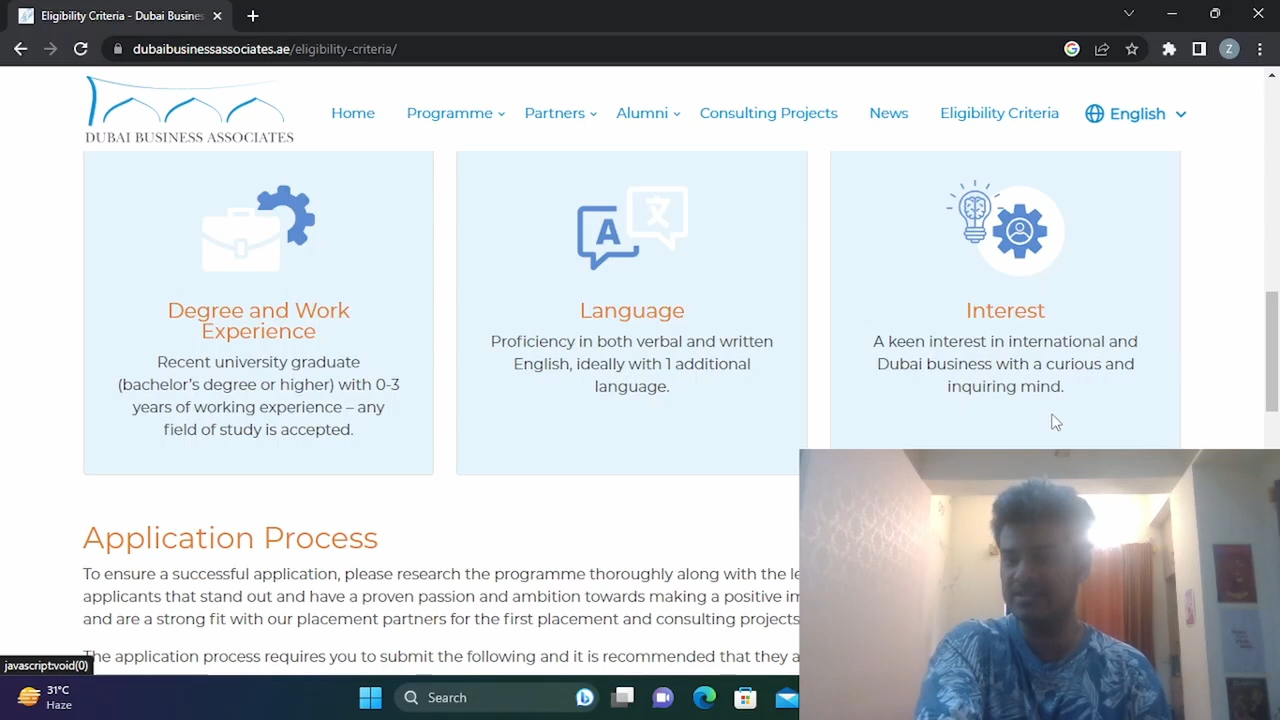 Eligibility Criteria - Dubai Busines
dubaibusinessassociates.ae/eligibility-criteria/
Z
DUBAI BUSINESS ASSOCIATES
Home Programme Partners Alumni Consulting Projects News Eligibility Criteria English
Degree and Work
Experience
Recent university graduate
(bachelor's degree or higher) with 0-3
years of working experience – any
field of study is accepted.
A 文
Language
Proficiency in both verbal and written
English, ideally with 1 additional
language.
Interest
A keen interest in international and
Dubai business with a curious and
inquiring mind.
Application Process
To ensure a successful application, please research the programme thoroughly along with the le
applicants that stand out and have a proven passion and ambition towards making a positive im
and are a strong fit with our placement partners for the first placement and consulting projects
The application process requires you to submit the following and it is recommended that they a
javascript:void(0)
31°C
Haze
Search